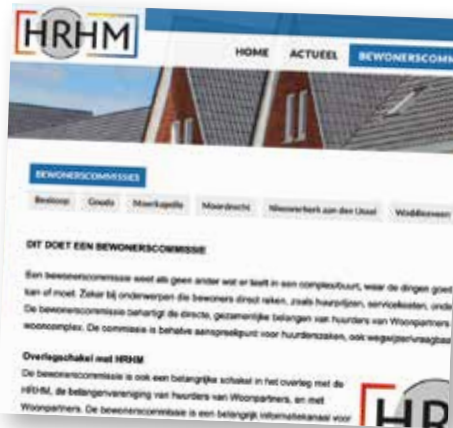 HRHM
HOME ACTUEEL BEWONERSCOMM
BEWONERSCOMMISSIES
Boskoop Gouda Moerkapelle Moordrecht Nieuwerkerk aan den IJssel Waddinxveen
DIT DOET EEN BEWONERSCOMMISSIE
Een bewonerscommissie weet als geen ander wat er leeft in een complex/buurt, waar de dingen goed
kan of moet. Zeker bij onderwerpen die bewoners direct raken, zoals huurprijzen, servicekosten, onde
De bewonerscommissie behartigt de directe, gezamenlijke belangen van huurders van Woonpartners
wooncomplex. De commissie is behalve aanspreekpunt voor huurderszaken, ook wegwijzer/vraagbaa
Overlegschakel met HRHM
De bewonerscommissie is ook een belangrijke schakel in het overleg met de
HRHM, de belangenvereniging van huurders van Woonpartners, en met
Woonpartners. De bewonerscommissie is een belangrijk informatiekanaal voor
HR